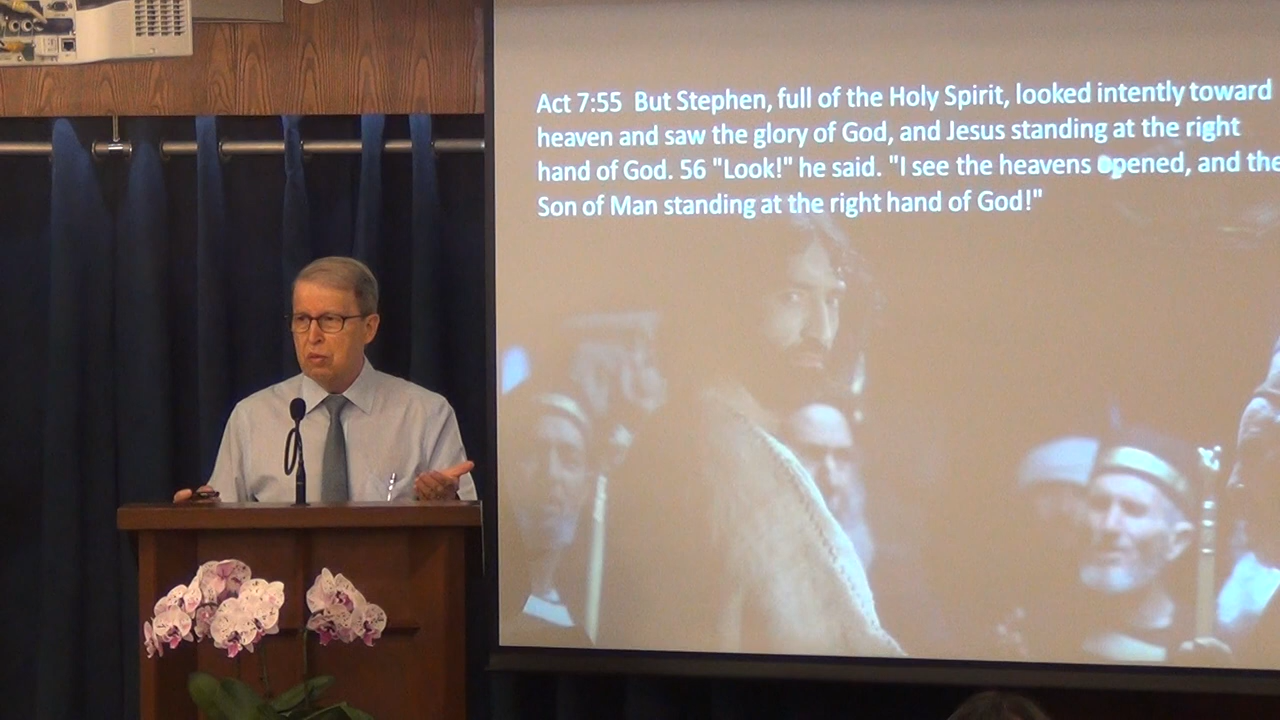 Act 7:55 But Stephen, full of the Holy Spirit, looked intently toward
heaven and saw the glory of God, and Jesus standing at the right
hand of God. 56 "Look!" he said. "I see the heavens opened, and the
Son of Man standing at the right hand of God!"